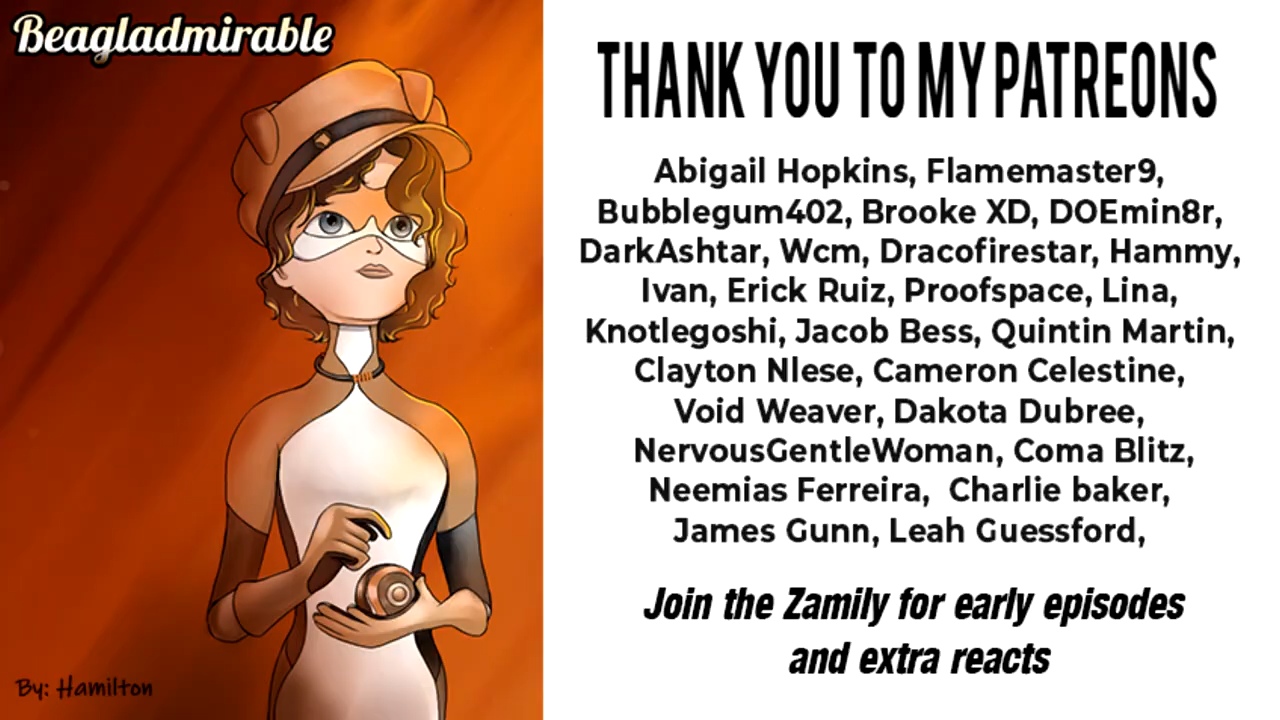 Beagladmirable
By: Hamilton
THANK YOU TO MY PATREONS
Abigail Hopkins, Flamemaster9,
Bubblegum402, Brooke XD, DOEmin8r,
DarkAshtar, Wcm, Dracofirestar, Hammy,
Ivan, Erick Ruiz, Proofspace, Lina,
Knotlegoshi, Jacob Bess, Quintin Martin,
Clayton Nlese, Cameron Celestine,
Void Weaver, Dakota Dubree,
NervousGentleWoman, Coma Blitz,
Neemias Ferreira, Charlie baker,
James Gunn, Leah Guessford,
Join the Zamily for early episodes
and extra reacts